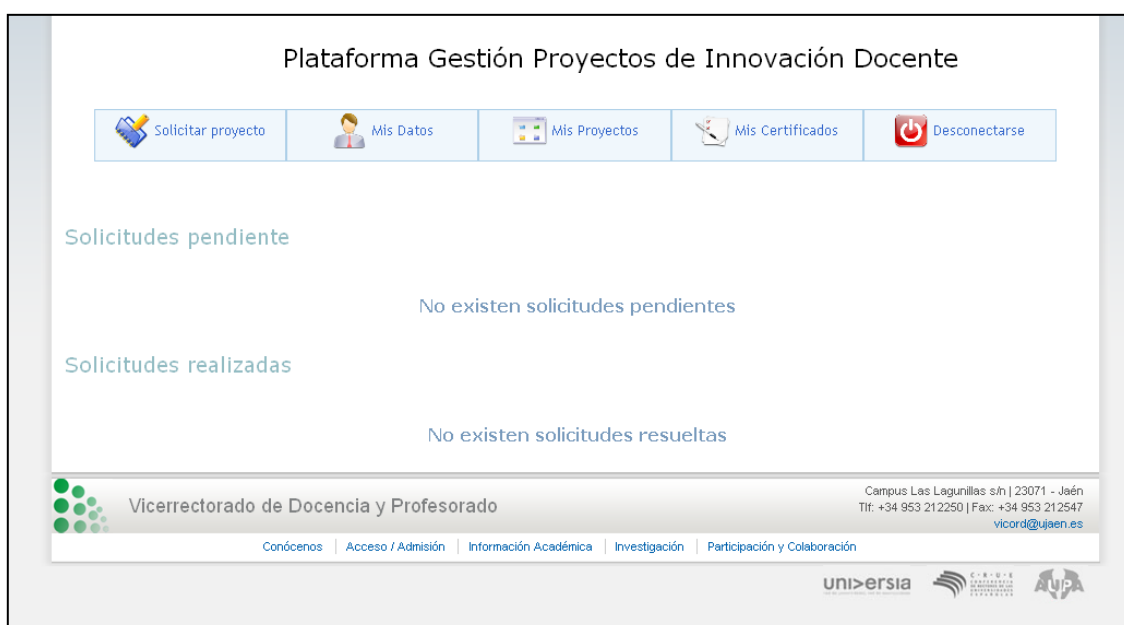 Plataforma Gestión Proyectos de Innovación Docente
Solicitar proyecto Mis Datos Mis Proyectos Mis Certificados Desconectarse
Solicitudes pendiente
No existen solicitudes pendientes
Solicitudes realizadas
No existen solicitudes resueltas
Vicerrectorado de Docencia y Profesorado
Campus Las Lagunillas s/n | 23071 - Jaén
Tlf: +34 953 212250 | Fax: +34 953 212547
vicord@ujaen.es
Conócenos | Acceso / Admisión | Información Académica | Investigación | Participación y Colaboración
uni>ersia C·R·U·E AUPA